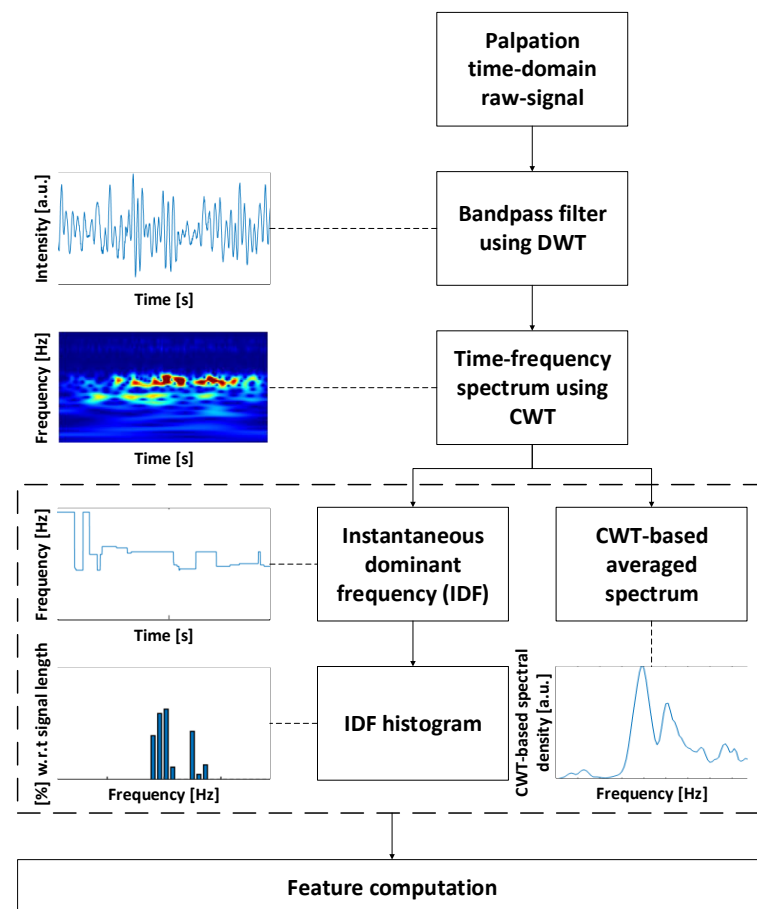 Palpation
time-domain
raw-signal
Intensity [a.u.]
Time [s]
Bandpass filter
using DWT
Frequency [Hz]
Time [s]
Time-frequency
spectrum using
CWT
Frequency [Hz]
Time [s]
Instantaneous
dominant
frequency (IDF)
CWT-based
averaged
spectrum
[%] w.r.t signal length
Frequency [Hz]
IDF histogram
CWT-based spectral
density [a.u.]
Frequency [Hz]
Feature computation